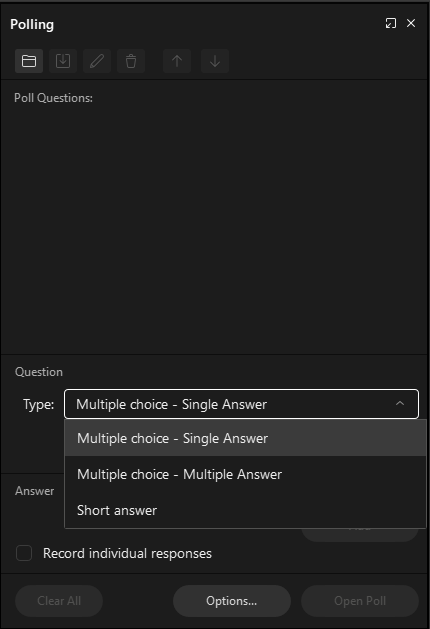 Polling
Poll Questions:
Question
Type: Multiple choice - Single Answer
Multiple choice - Single Answer
Multiple choice - Multiple Answer
Short answer
Answer
Record individual responses
Clear All Options... Open Poll